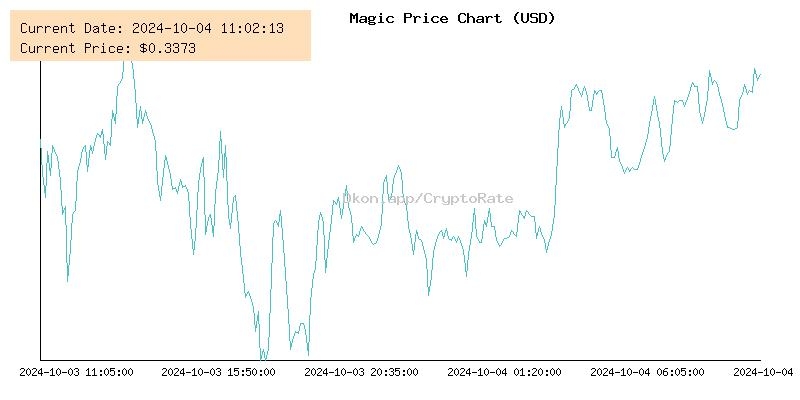 Magic Price Chart (USD)
Current Date: 2024-10-04 11:02:13
Current Price: $0.3373
0kon.app/CryptoRate
2024-10-03 11:05:00 2024-10-03 15:50:00 2024-10-03 20:35:00 2024-10-04 01:20:00 2024-10-04 06:05:00 2024-10-04